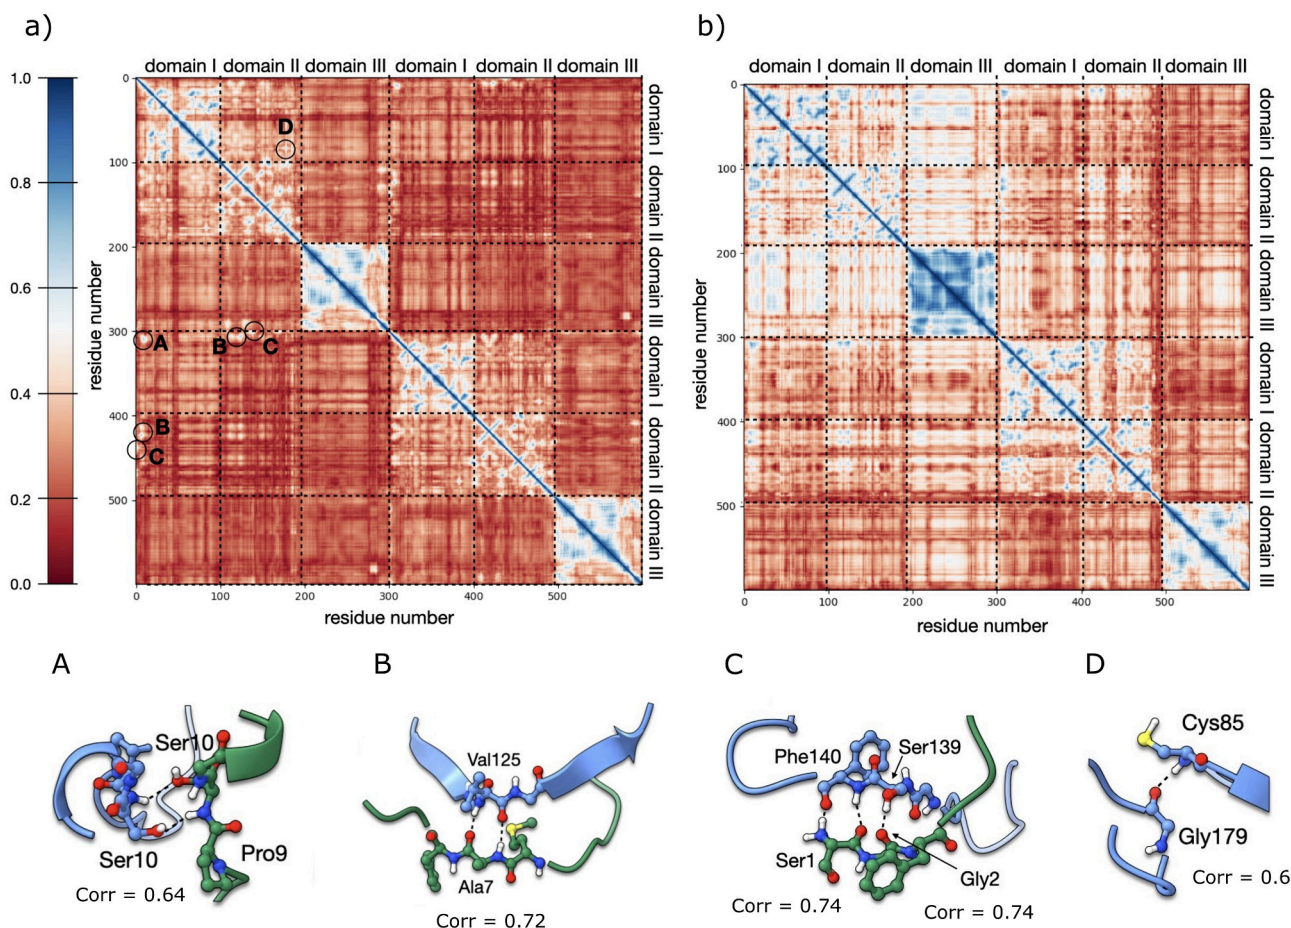 a)
b)
domain I domain II domain III domain I domain II domain III
domain I domain II domain III domain I domain II domain III
1.0
0.8
0.6
0.4
0.2
0.0
0
100
200
300
400
500
residue number
0 100 200 300 400 500
residue number
domain I domain II domain III domain I domain II domain III
D
A
B C
B
C
0
100
200
300
400
500
residue number
0 100 200 300 400 500
residue number
domain I domain II domain III domain I domain II domain III
A
Ser10
Ser10
Pro9
Corr = 0.64
B
Val125
Ala7
Corr = 0.72
C
Phe140
Ser139
Ser1
Gly2
Corr = 0.74
Corr = 0.74
D
Cys85
Gly179
Corr = 0.6